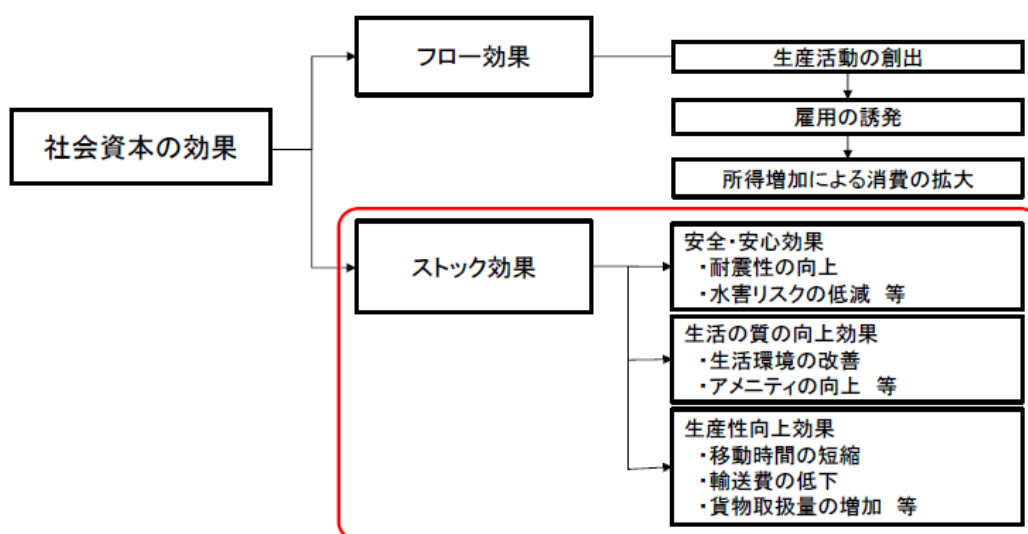 社会資本の効果
フロー効果
生産活動の創出
雇用の誘発
所得増加による消費の拡大
ストック効果
安全・安心効果
・耐震性の向上
・水害リスクの低減 等
生活の質の向上効果
・生活環境の改善
・アメニティの向上 等
生産性向上効果
・移動時間の短縮
・輸送費の低下
・貨物取扱量の増加 等